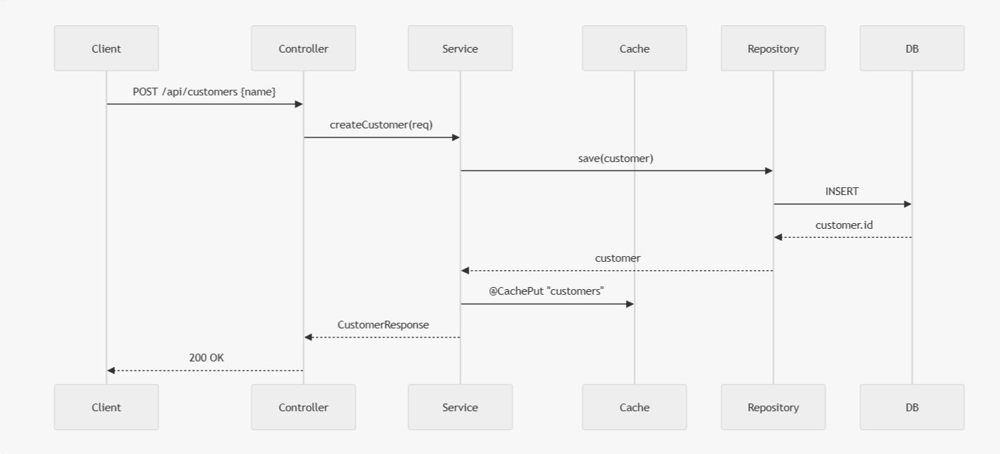 Client
Controller
Service
Cache
Repository
DB
POST /api/customers {name}
createCustomer(req)
save(customer)
INSERT
customer.id
customer
@CachePut "customers"
CustomerResponse
200 OK
Client
Controller
Service
Cache
Repository
DB